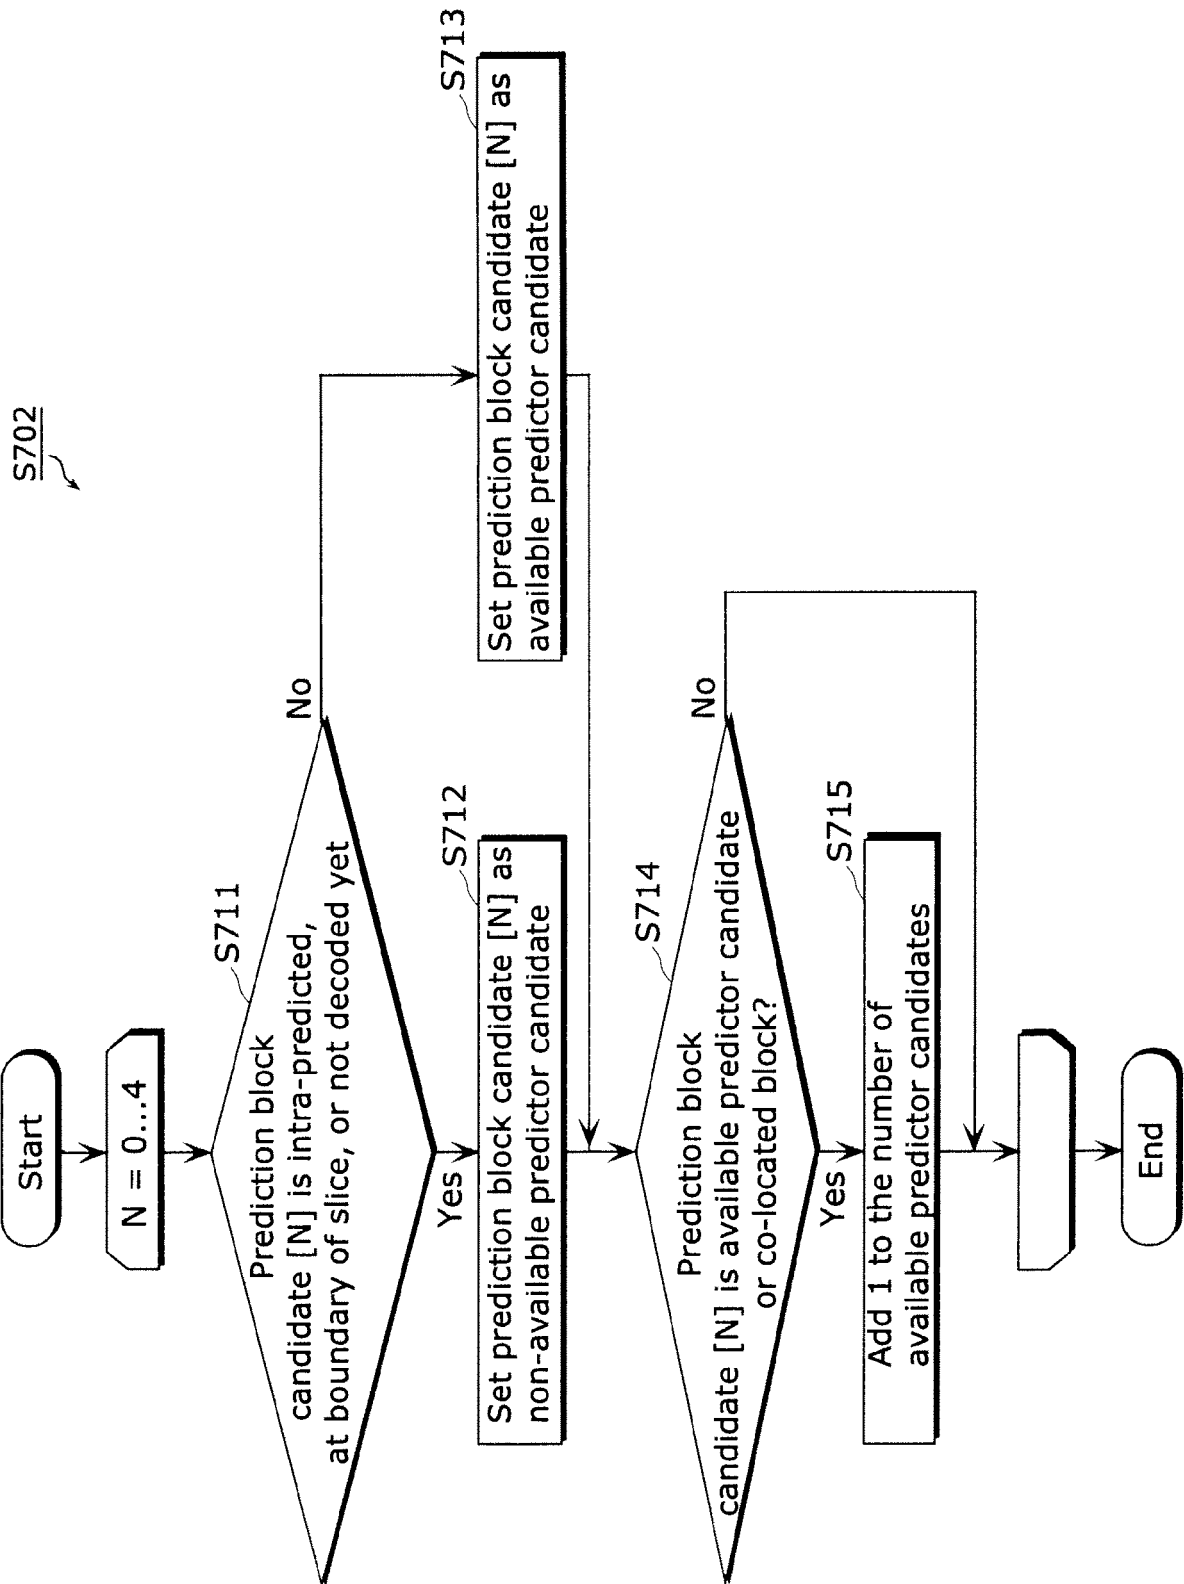 S702
Start
N = 0...4
S711
Prediction block
candidate [N] is intra-predicted,
at boundary of slice, or not decoded yet
No
Yes
S712
Set prediction block candidate [N] as
non-available predictor candidate
S713
Set prediction block candidate [N] as
available predictor candidate
S714
Prediction block
candidate [N] is available predictor candidate
or co-located block?
No
Yes
S715
Add 1 to the number of
available predictor candidates
End